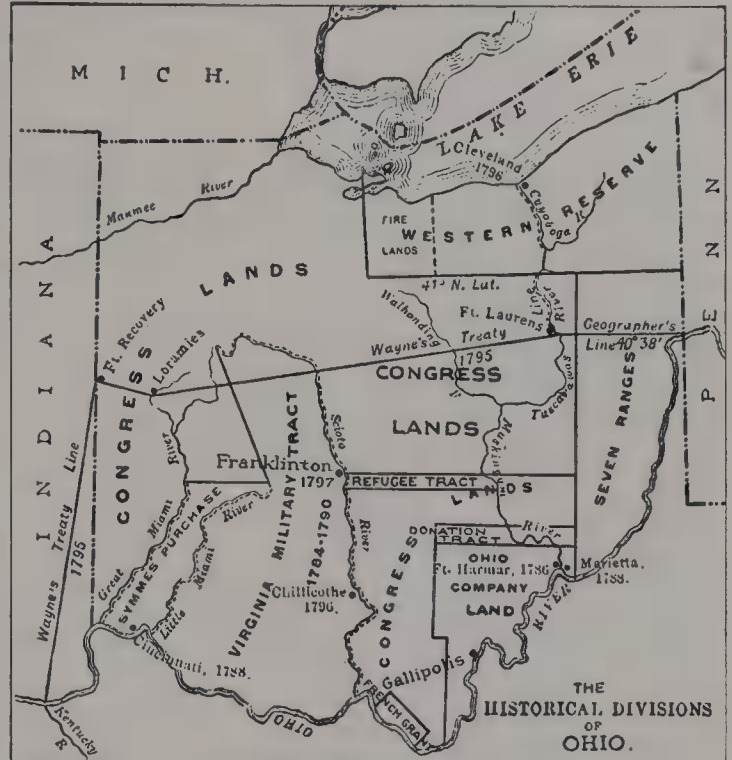 MICH.
LAKE ERIE
Cleveland
1796
Cuyahoga R.
Maumee River
FIRE
LANDS
WESTERN RESERVE
PENN
INDIANA
CONGRESS LANDS
41° N. Lat.
Ft. Recovery
Loramies
Walhonding R.
Ft. Laurens
River
Geographer's
Line 40° 38'
Wayne's Treaty
1795
CONGRESS
LANDS
Tuscarawas
Muskingum
River
SEVEN RANGES
Wayne's Treaty Line
1795
Great Miami River
SYMMES PURCHASE
Little Miami River
VIRGINIA MILITARY TRACT
1784-1790
Scioto River
Franklinton
1797
REFUGEE TRACT
LANDS
CONGRESS
DONATION
TRACT
OHIO
Ft. Harmar, 1786
COMPANY
LAND
Marietta,
1788.
Chillicothe
1796.
Cincinnati, 1788.
Gallipolis
FRENCH GRANT
OHIO RIVER
Kentucky
R
THE
HISTORICAL DIVISIONS
OF
OHIO.